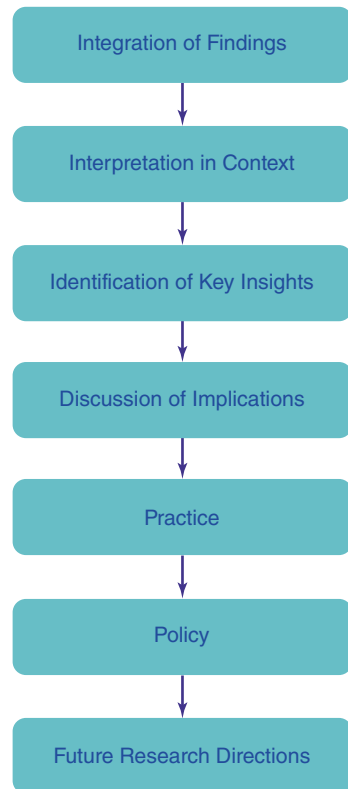 Integration of Findings
Interpretation in Context
Identification of Key Insights
Discussion of Implications
Practice
Policy
Future Research Directions